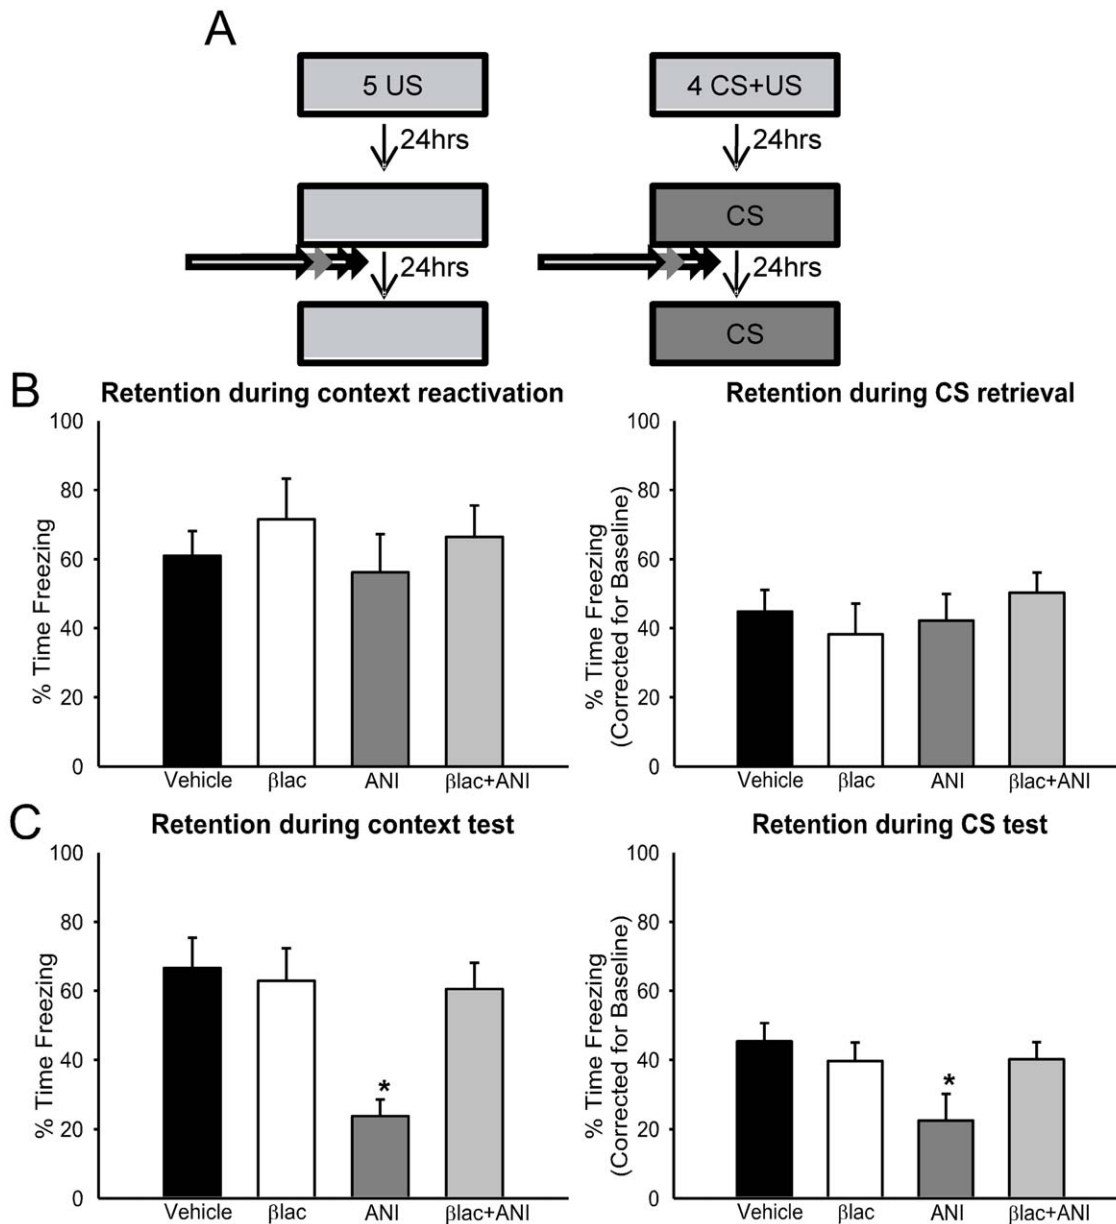 A
5 US
4 CS+US
24hrs
24hrs
CS
24hrs
24hrs
CS
B
Retention during context reactivation
% Time Freezing
100
80
60
40
20
0
Vehicle βlac ANI βlac+ANI
Retention during CS retrieval
% Time Freezing
(Corrected for Baseline)
100
80
60
40
20
0
Vehicle βlac ANI βlac+ANI
C
Retention during context test
% Time Freezing
100
80
60
40
20
0
*
Vehicle βlac ANI βlac+ANI
Retention during CS test
% Time Freezing
(Corrected for Baseline)
100
80
60
40
20
0
*
Vehicle βlac ANI βlac+ANI